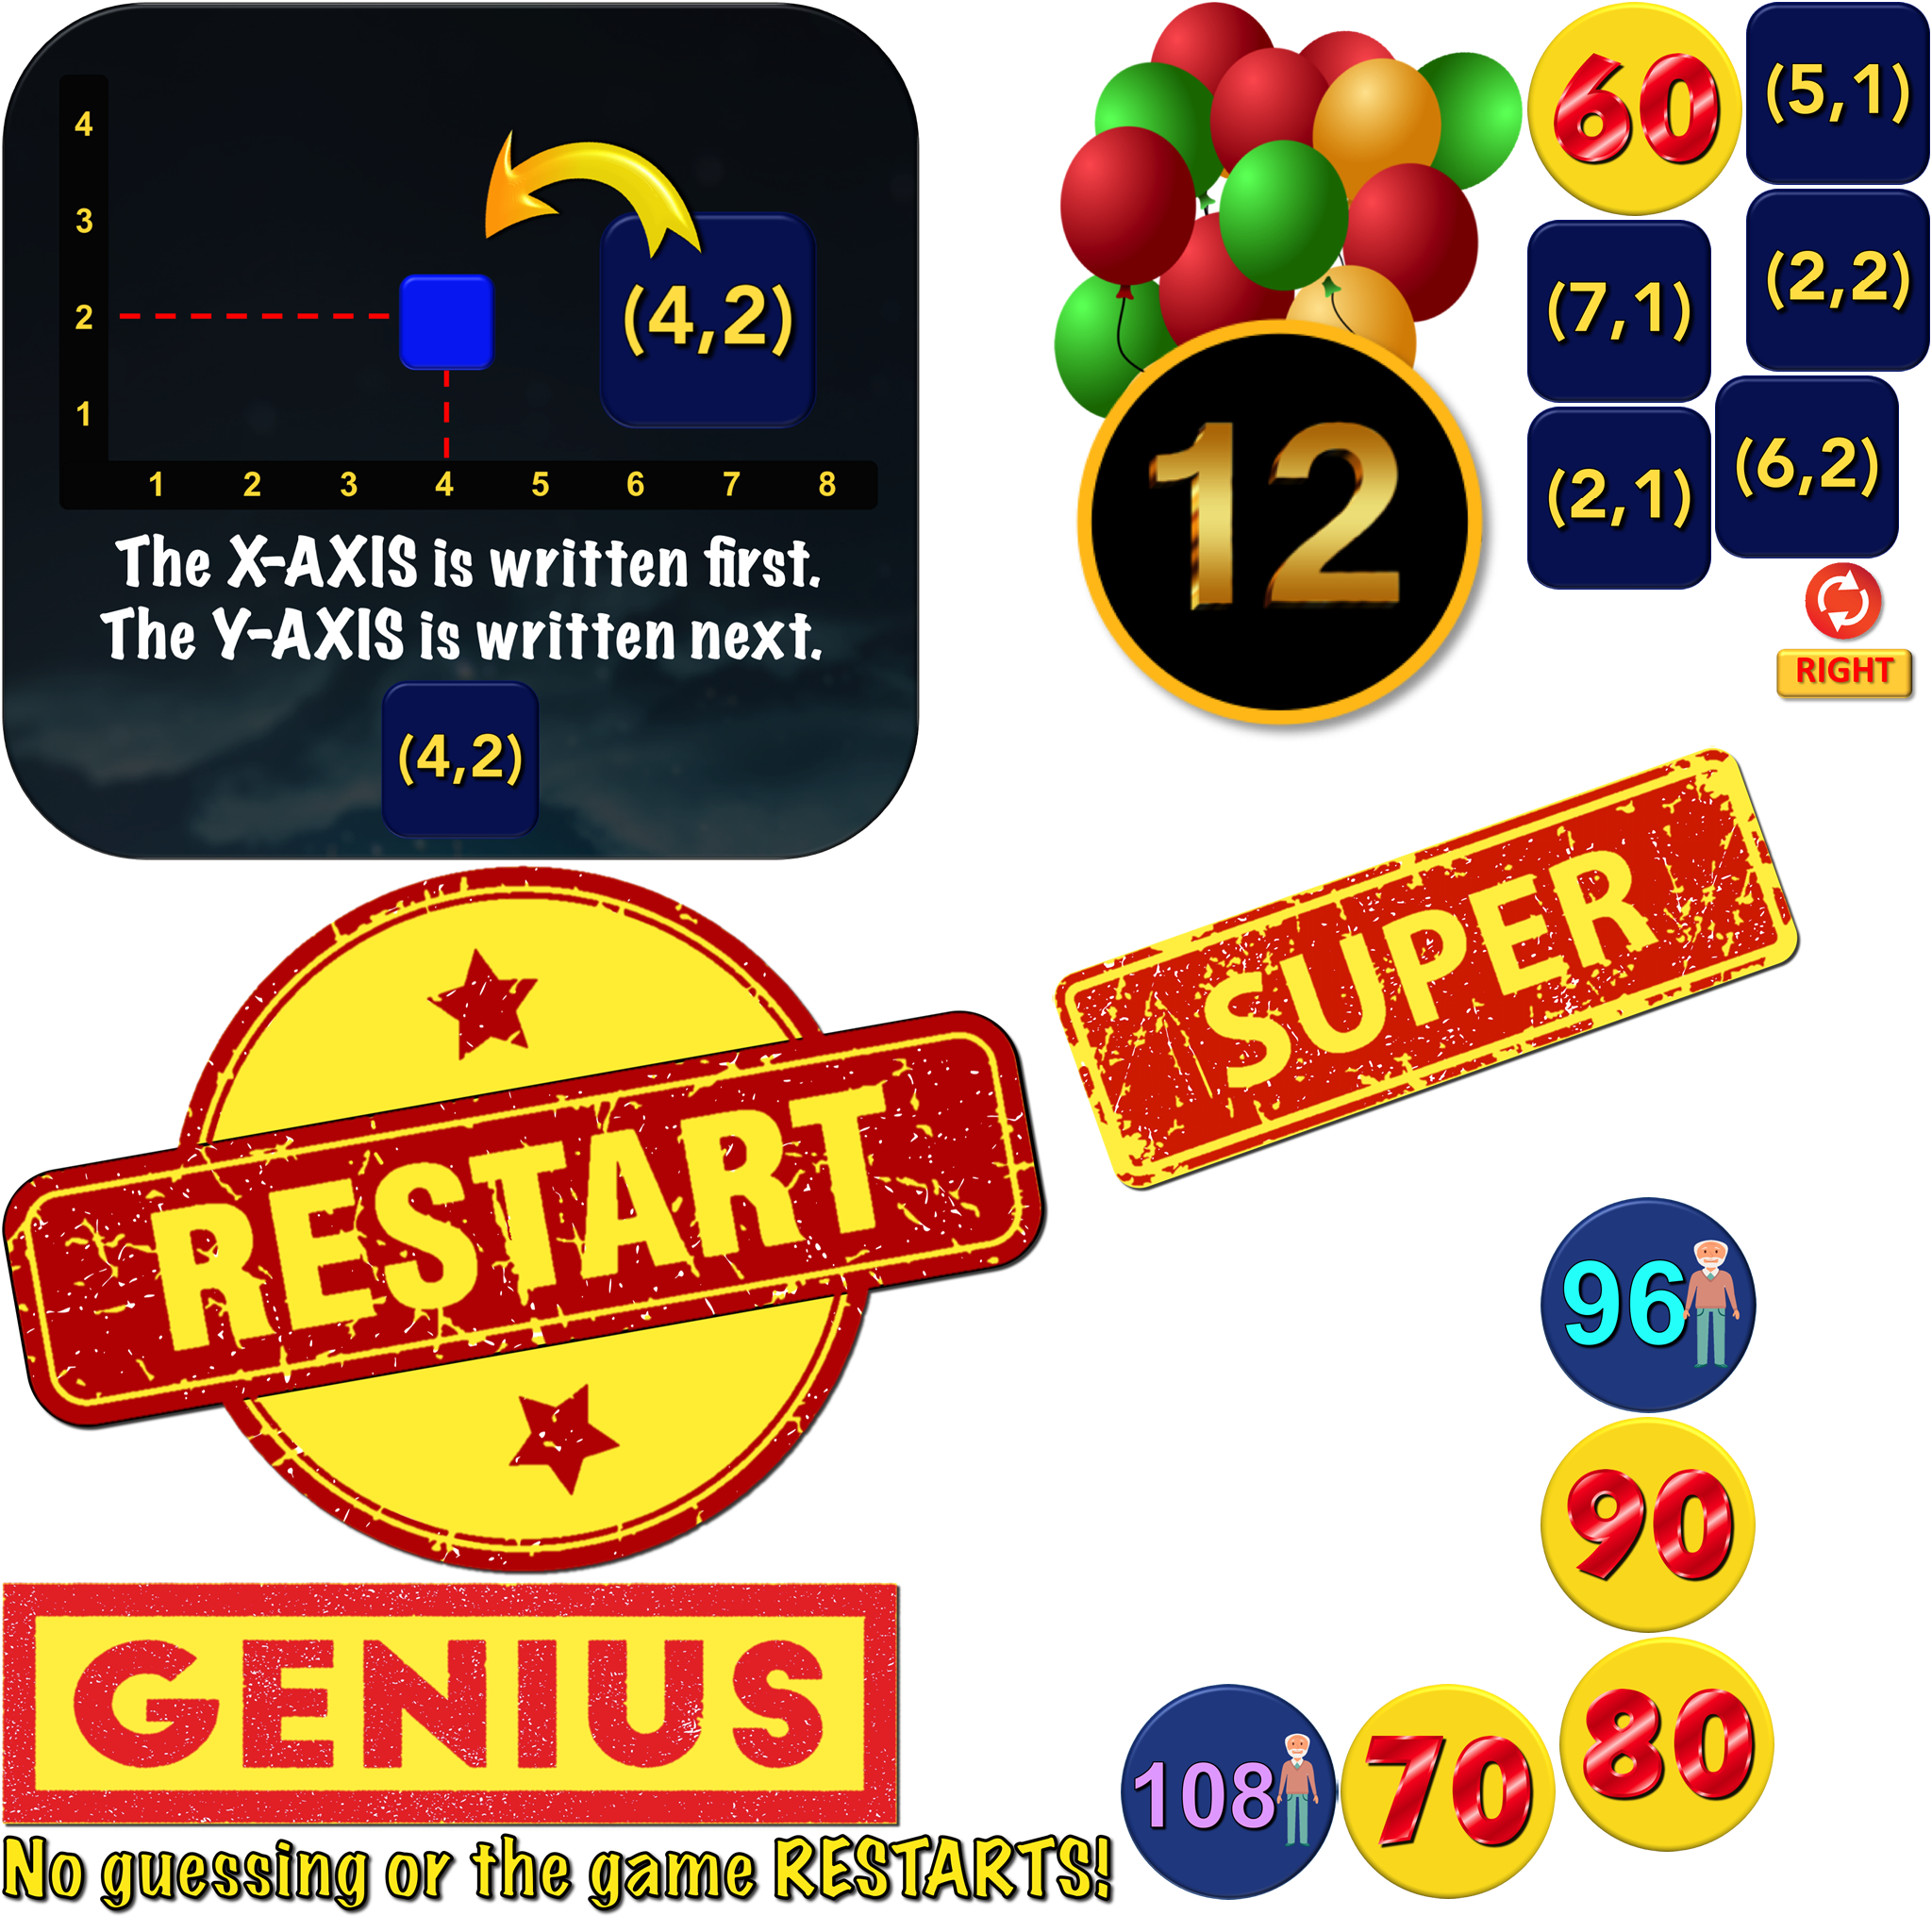 4
3
2
1
(4,2)
1 2 3 4 5 6 7 8
The X-AXIS is written first.
The Y-AXIS is written next.
(4,2)
12
60
(5,1)
(7,1)
(2,2)
(2,1)
(6,2)
RIGHT
SUPER
RESTART
96
90
80
GENIUS
108
70
No guessing or the game RESTARTS!